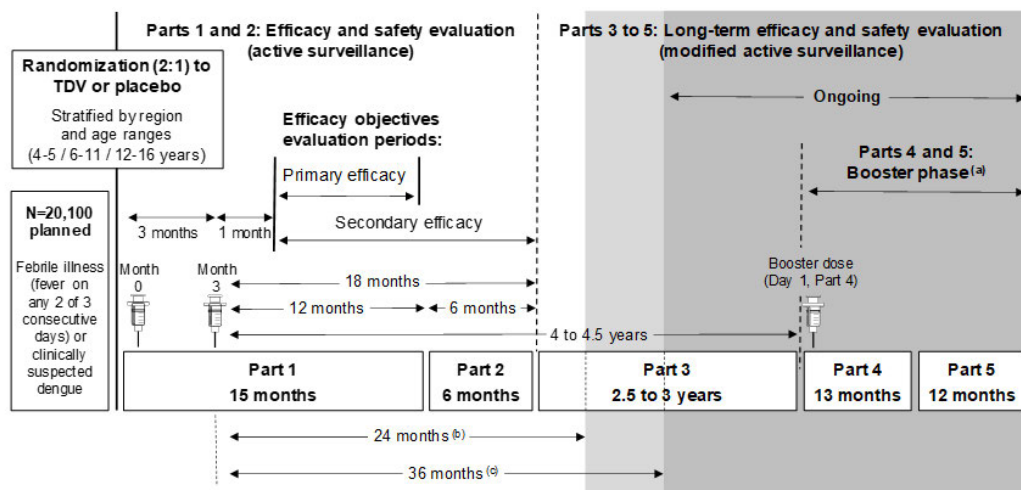 Parts 1 and 2: Efficacy and safety evaluation
(active surveillance)
Parts 3 to 5: Long-term efficacy and safety evaluation
(modified active surveillance)
Randomization (2:1) to
TDV or placebo
Stratified by region
and age ranges
(4-5 / 6-11 / 12-16 years)
Ongoing
Efficacy objectives
evaluation periods:
Primary efficacy
Parts 4 and 5:
Booster phase (a)
N=20,100
planned
Febrile illness
(fever on
any 2 of 3
consecutive
days) or
clinically
suspected
dengue
3 months
1 month
Secondary efficacy
Month
0
Month
3
18 months
Booster dose
(Day 1, Part 4)
12 months
6 months
4 to 4.5 years
Part 1
15 months
Part 2
6 months
Part 3
2.5 to 3 years
Part 4
13 months
Part 5
12 months
24 months (b)
36 months (c)